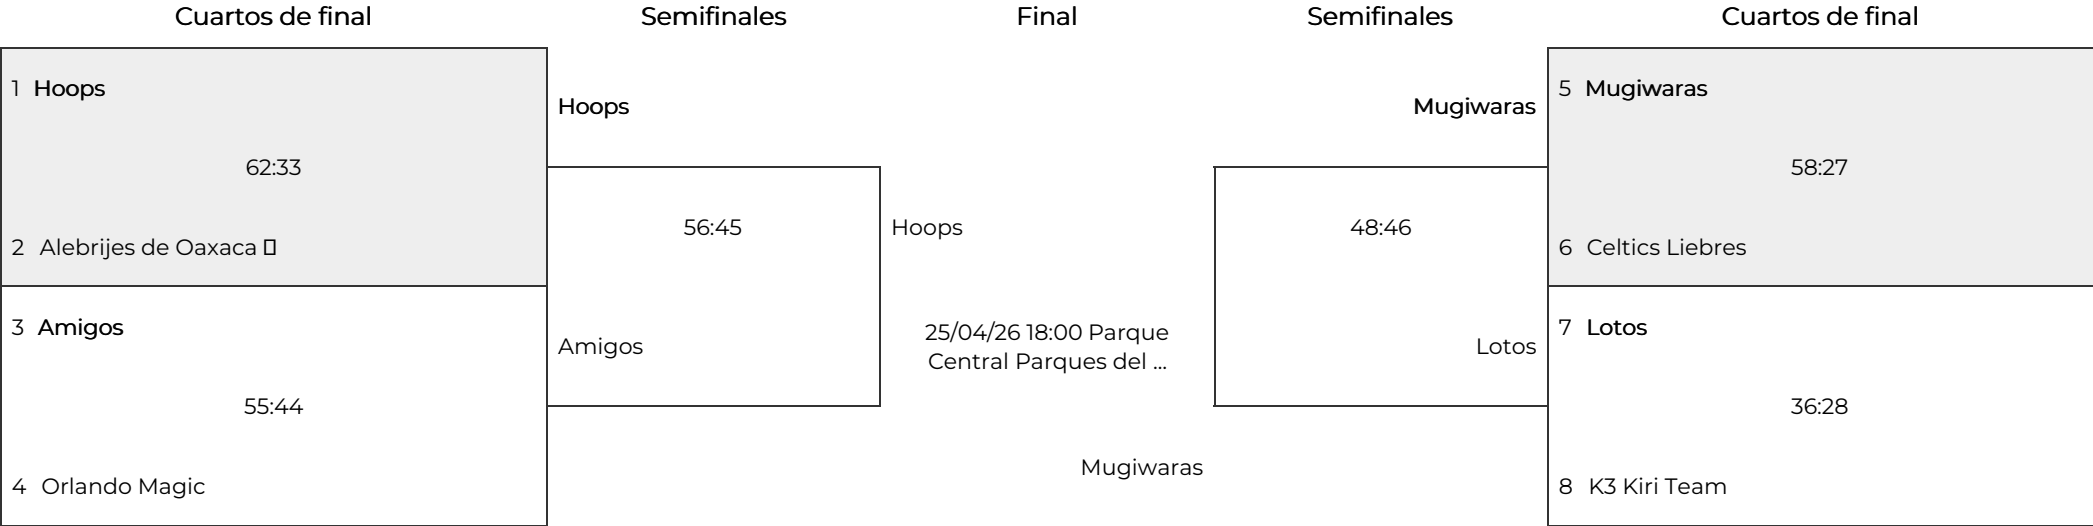 Cuartos de final
Semifinales
Final
Semifinales
Cuartos de final
1 Hoops
62:33
2 Alebrijes de Oaxaca
3 Amigos
55:44
4 Orlando Magic
Hoops
56:45
Amigos
Hoops
25/04/26 18:00 Parque
Central Parques del ...
Mugiwaras
Mugiwaras
48:46
Lotos
5 Mugiwaras
58:27
6 Celtics Liebres
7 Lotos
36:28
8 K3 Kiri Team